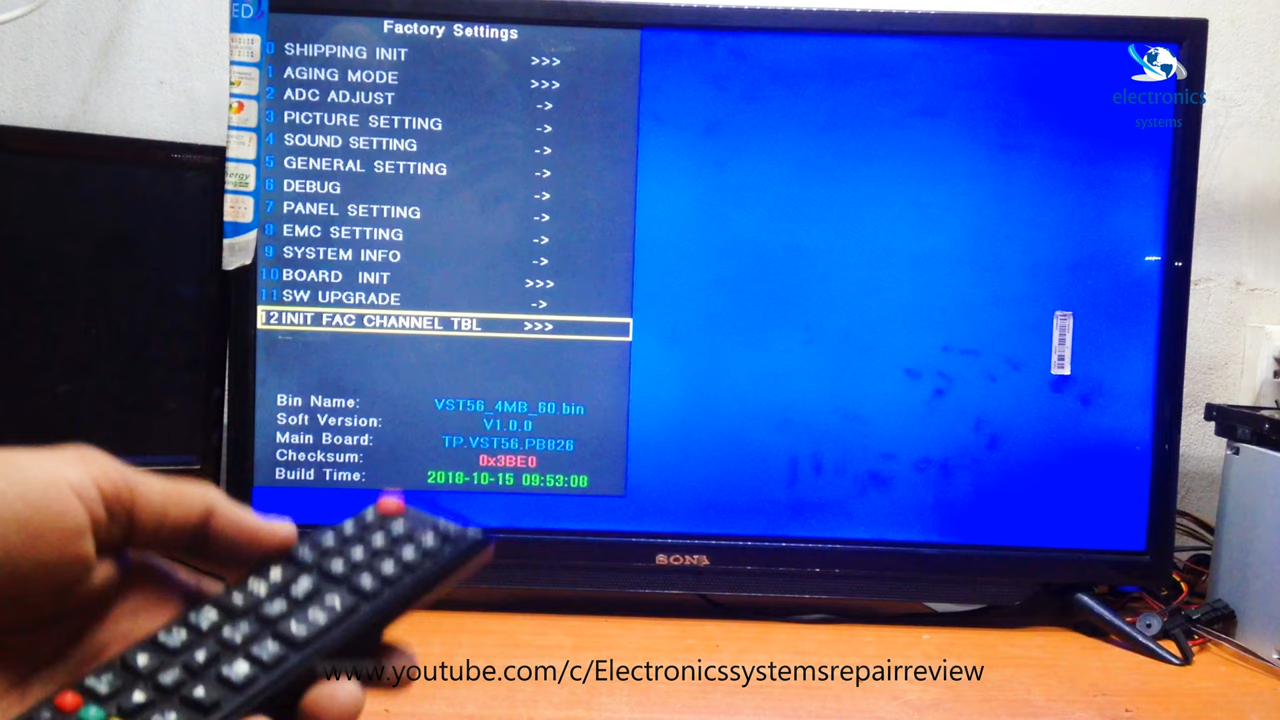 ED
Factory Settings
0 SHIPPING INIT >>>
1 AGING MODE >>>
2 ADC ADJUST ->
3 PICTURE SETTING ->
4 SOUND SETTING ->
5 GENERAL SETTING ->
6 DEBUG ->
7 PANEL SETTING ->
8 EMC SETTING ->
9 SYSTEM INFO ->
10 BOARD INIT >>>
11 SW UPGRADE ->
12 INIT FAC CHANNEL TBL >>>
Bin Name: VST56_4MB_60.bin
Soft Version: V1.0.0
Main Board: TP.VST56.PB826
Checksum: 0x3BE0
Build Time: 2018-10-15 09:53:08
electronics
systems
www.youtube.com/c/Electronicssystemsrepairreview